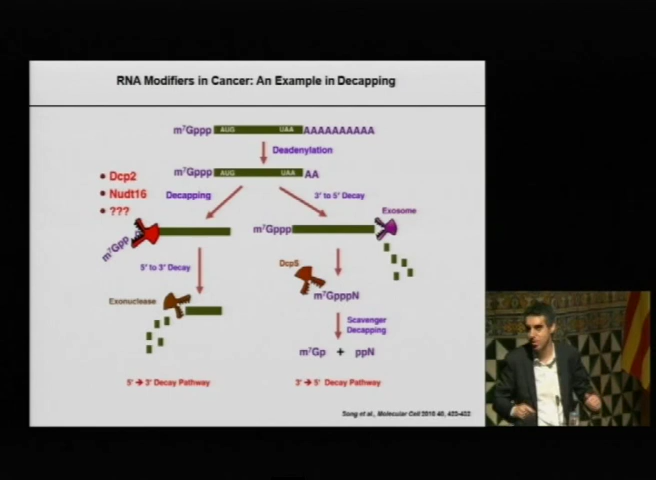 RNA Modifiers in Cancer: An Example in Decapping
m⁷Gppp AUG UAA AAAAAAAAAA
Deadenylation
m⁷Gppp AUG UAA AA
• Dcp2
• Nudt16
• ???
Decapping
3' to 5' Decay
m⁷Gpp
m⁷Gppp
Exosome
5' to 3' Decay
DcpS
m⁷GpppN
Exonuclease
Scavenger
Decapping
m⁷Gp + ppN
5' → 3' Decay Pathway
3' → 5' Decay Pathway
Song et al., Molecular Cell 2010 40,